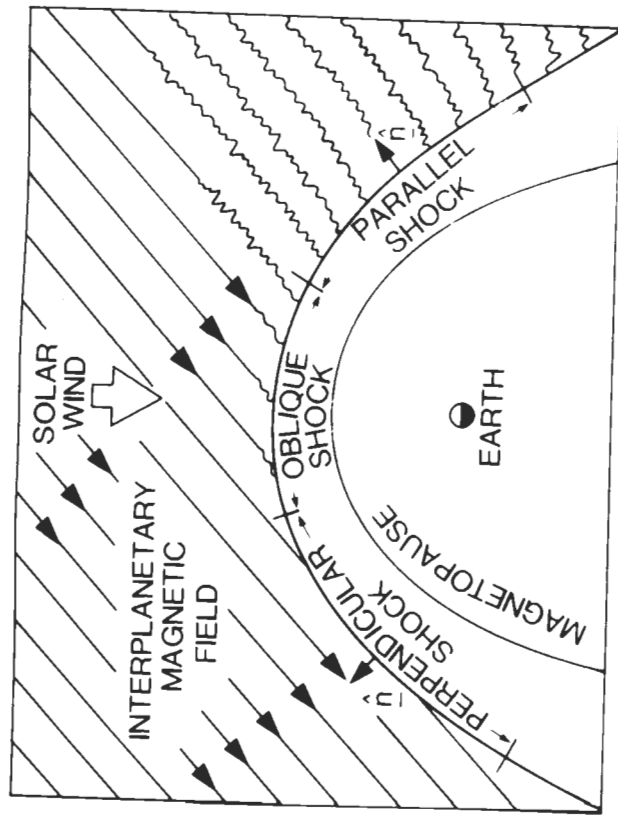 SOLAR
WIND
INTERPLANETARY
MAGNETIC
FIELD
n̂
n̂
PERPENDICULAR
SHOCK
OBLIQUE
SHOCK
PARALLEL
SHOCK
MAGNETOPAUSE
EARTH